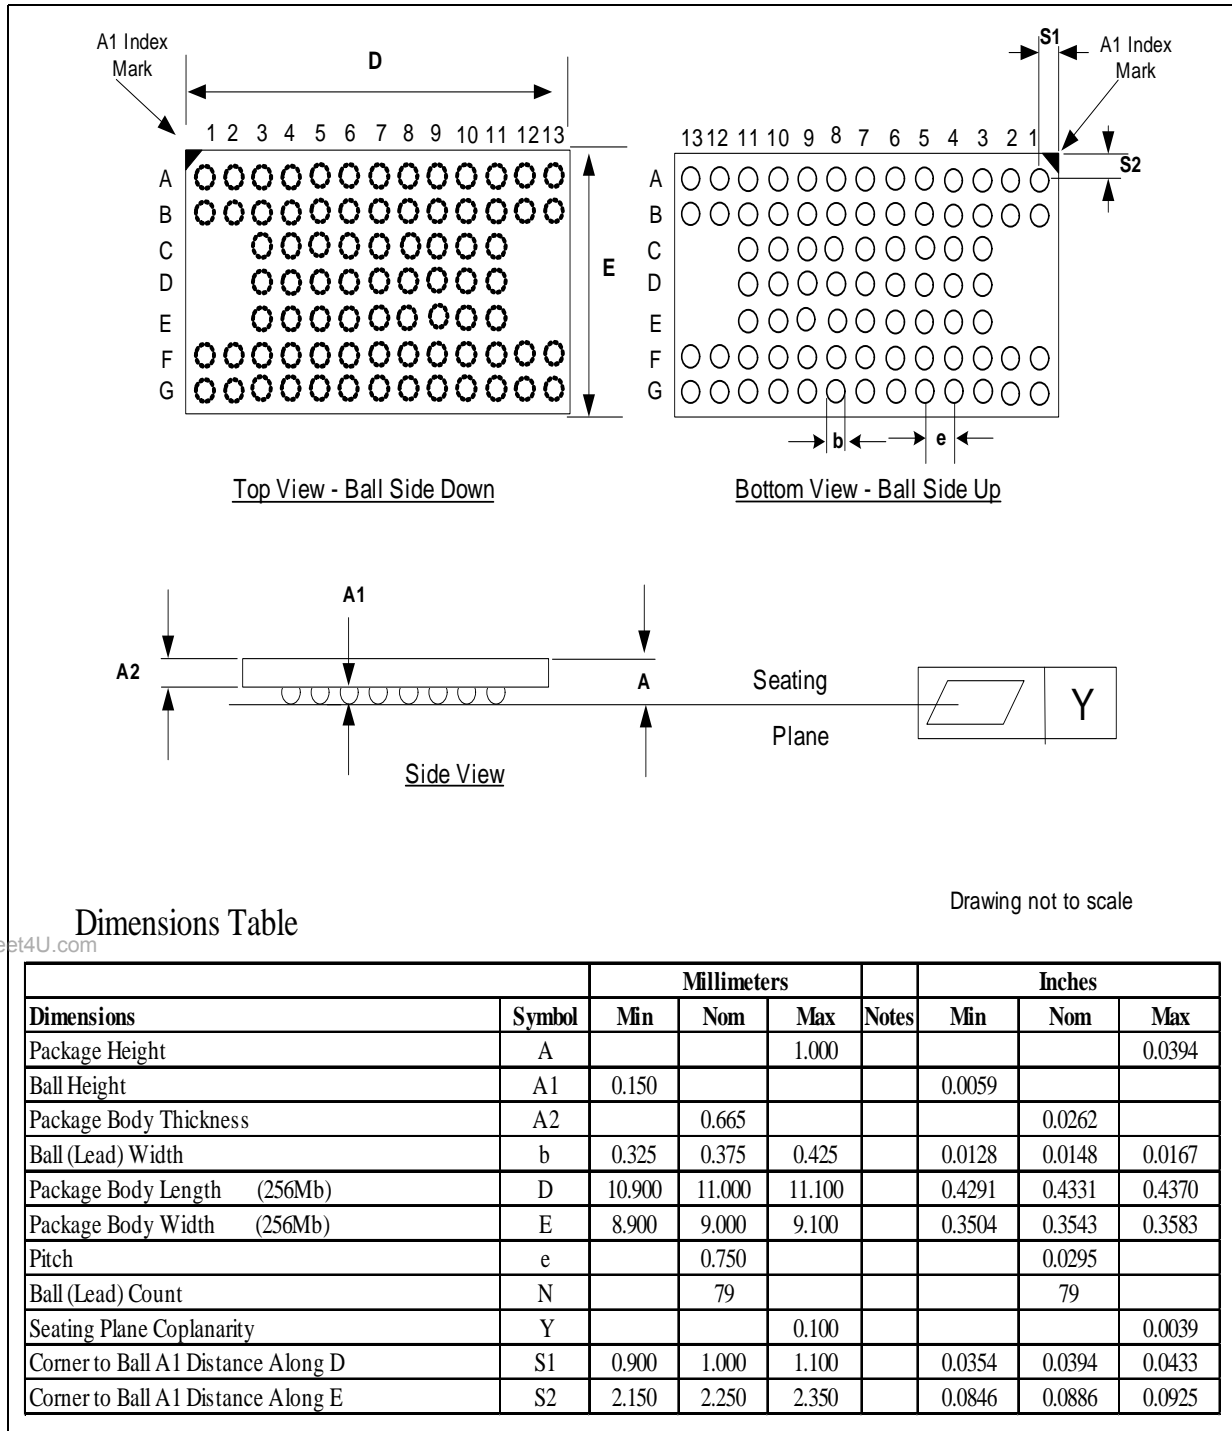 A1 Index
Mark
D
S1
A1 Index
Mark
1 2 3 4 5 6 7 8 9 10 11 12 13
13 12 11 10 9 8 7 6 5 4 3 2 1
S2
A
B
C
D
E
F
G
E
A
B
C
D
E
F
G
b
e
Top View - Ball Side Down
Bottom View - Ball Side Up
A1
A2
A
Seating
Plane
Y
Side View
Drawing not to scale
Dimensions Table
eet4U.com
Millimeters Inches
Dimensions Symbol Min Nom Max Notes Min Nom Max
Package Height A 1.000 0.0394
Ball Height A1 0.150 0.0059
Package Body Thickness A2 0.665 0.0262
Ball (Lead) Width b 0.325 0.375 0.425 0.0128 0.0148 0.0167
Package Body Length (256Mb) D 10.900 11.000 11.100 0.4291 0.4331 0.4370
Package Body Width (256Mb) E 8.900 9.000 9.100 0.3504 0.3543 0.3583
Pitch e 0.750 0.0295
Ball (Lead) Count N 79 79
Seating Plane Coplanarity Y 0.100 0.0039
Corner to Ball A1 Distance Along D S1 0.900 1.000 1.100 0.0354 0.0394 0.0433
Corner to Ball A1 Distance Along E S2 2.150 2.250 2.350 0.0846 0.0886 0.0925